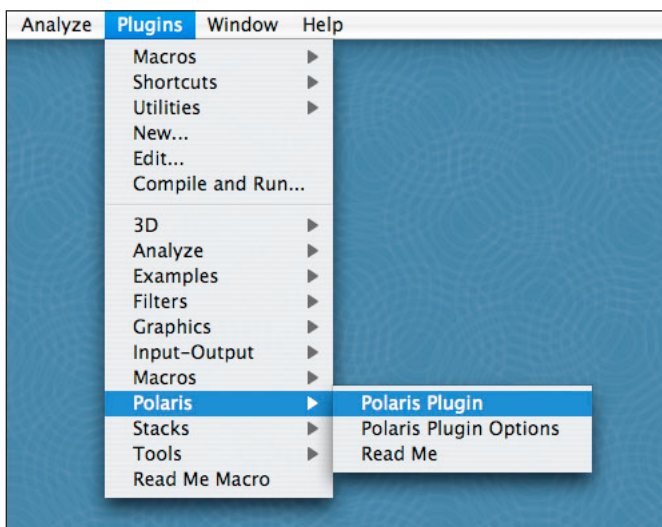 Analyze Plugins Window Help
Macros
Shortcuts
Utilities
New...
Edit...
Compile and Run...
3D
Analyze
Examples
Filters
Graphics
Input-Output
Macros
Polaris
Polaris Plugin
Stacks
Polaris Plugin Options
Tools
Read Me
Read Me Macro